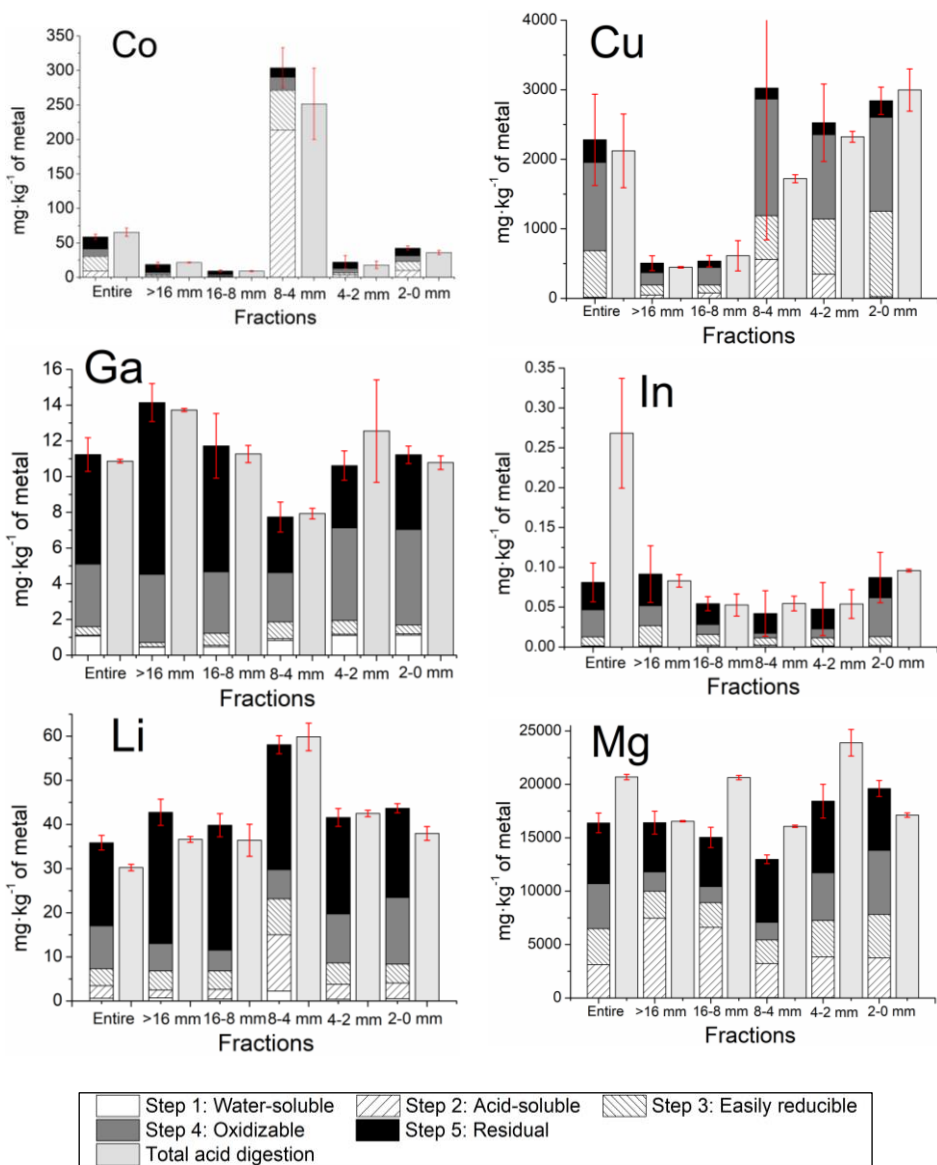 Co
mg·kg⁻¹ of metal
350
300
250
200
150
100
50
0
Entire >16 mm 16-8 mm 8-4 mm 4-2 mm 2-0 mm
Fractions
Cu
mg·kg⁻¹ of metal
4000
3000
2000
1000
0
Entire >16 mm 16-8 mm 8-4 mm 4-2 mm 2-0 mm
Fractions
Ga
mg·kg⁻¹ of metal
16
14
12
10
8
6
4
2
0
Entire >16 mm 16-8 mm 8-4 mm 4-2 mm 2-0 mm
Fractions
In
mg·kg⁻¹ of metal
0.35
0.30
0.25
0.20
0.15
0.10
0.05
0.00
Entire >16 mm 16-8 mm 8-4 mm 4-2 mm 2-0 mm
Fractions
Li
mg·kg⁻¹ of metal
60
50
40
30
20
10
0
Entire >16 mm 16-8 mm 8-4 mm 4-2 mm 2-0 mm
Fractions
Mg
mg·kg⁻¹ of metal
25000
20000
15000
10000
5000
0
Entire >16 mm 16-8 mm 8-4 mm 4-2 mm 2-0 mm
Fractions
Step 1: Water-soluble Step 2: Acid-soluble Step 3: Easily reducible
Step 4: Oxidizable Step 5: Residual
Total acid digestion